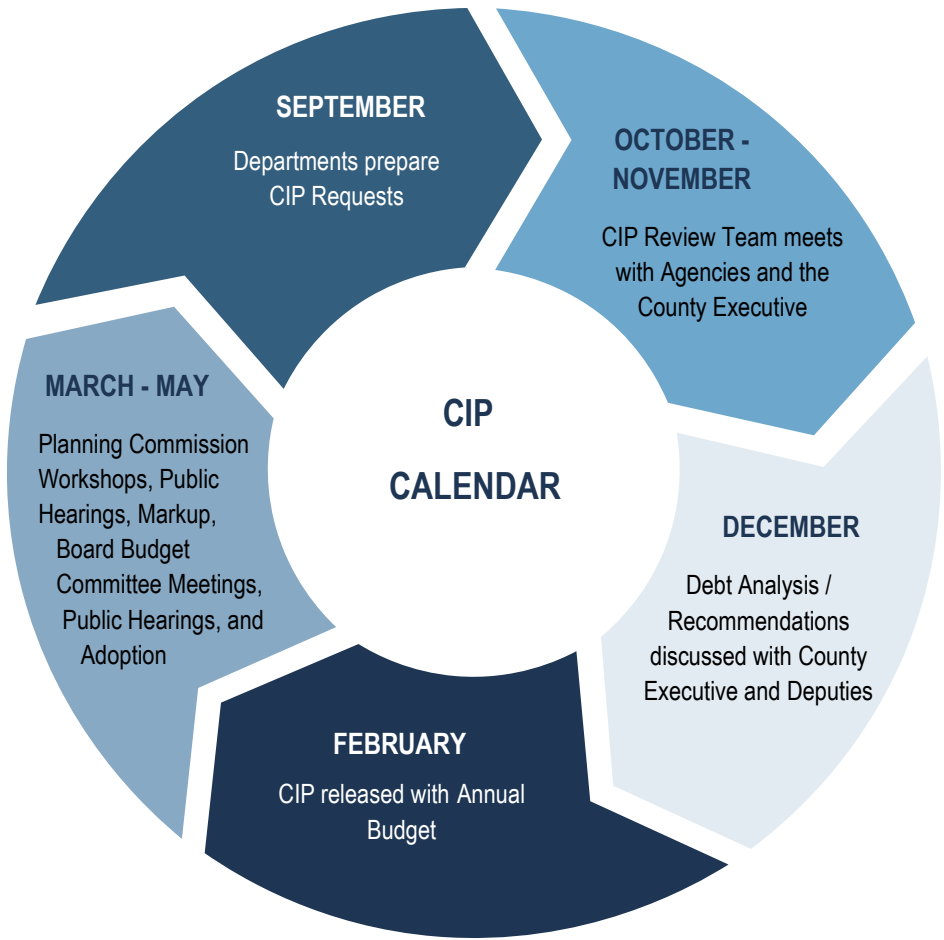 CIP
CALENDAR
SEPTEMBER
Departments prepare
CIP Requests
OCTOBER -
NOVEMBER
CIP Review Team meets
with Agencies and the
County Executive
DECEMBER
Debt Analysis /
Recommendations
discussed with County
Executive and Deputies
FEBRUARY
CIP released with Annual
Budget
MARCH - MAY
Planning Commission
Workshops, Public
Hearings, Markup,
Board Budget
Committee Meetings,
Public Hearings, and
Adoption